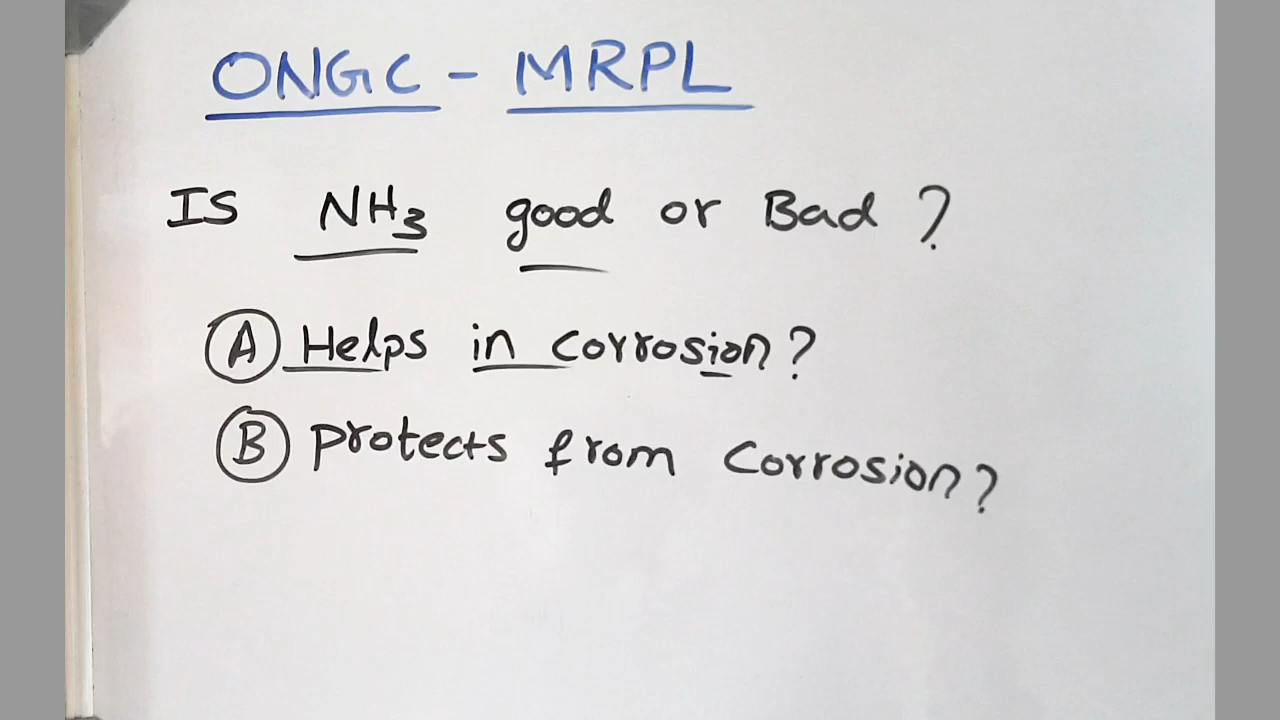 ONGC - MRPL
Is NH3 good or Bad ?
A Helps in Corrosion?
B Protects from Corrosion?